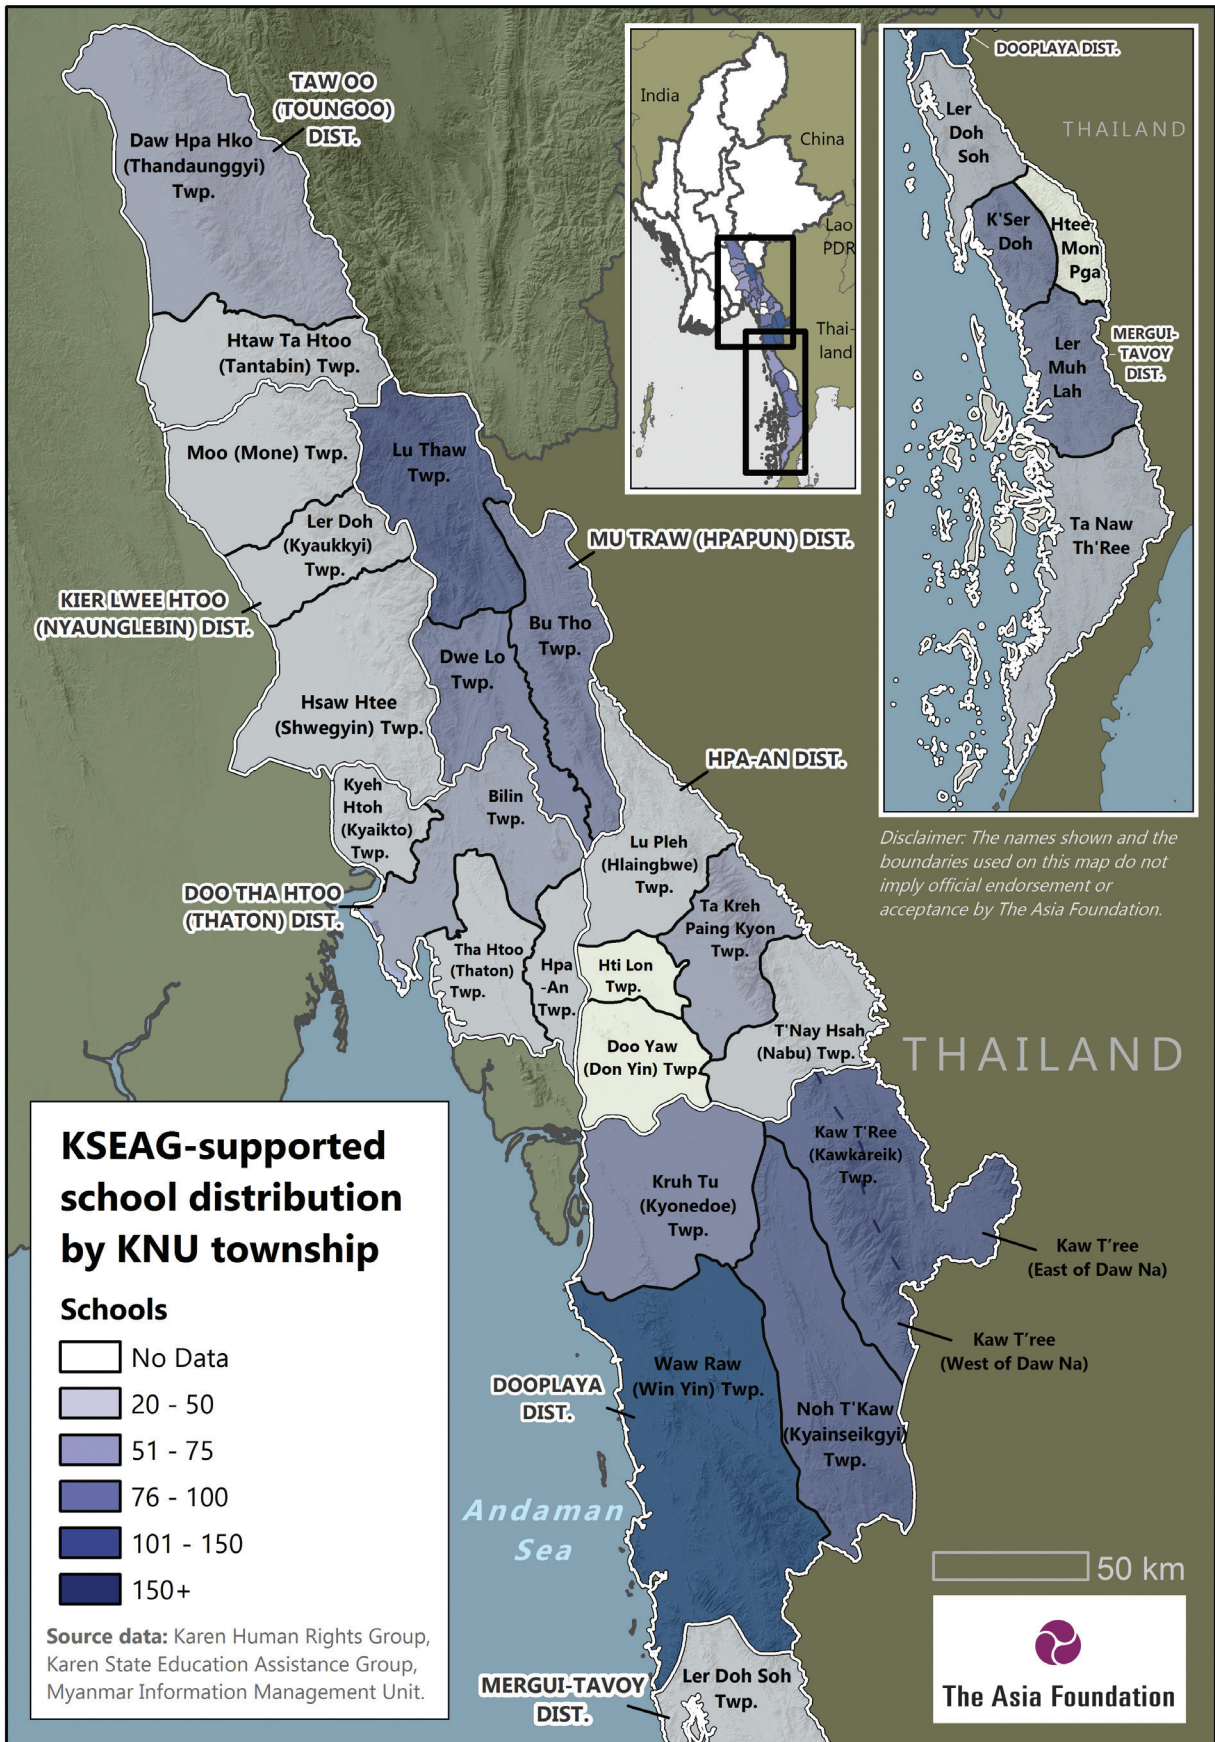 TAW OO
(TOUNGOO)
DIST.
Daw Hpa Hko
(Thandaunggyi)
Twp.
Htaw Ta Htoo
(Tantabin) Twp.
Moo (Mone) Twp.
Lu Thaw
Twp.
Ler Doh
(Kyaukkyi)
Twp.
MU TRAW (HPAPUN) DIST.
KIER LWEE HTOO
(NYAUNGLEBIN) DIST.
Bu Tho
Twp.
Dwe Lo
Twp.
Hsaw Htee
(Shwegyin) Twp.
HPA-AN DIST.
Kyeh
Htoh
(Kyaikto)
Twp.
Bilin
Twp.
Lu Pleh
(Hlaingbwe)
Twp.
DOO THA HTOO
(THATON) DIST.
Ta Kreh
Paing Kyon
Twp.
Tha Htoo
(Thaton)
Twp.
Hpa
-An
Twp.
Hti Lon
Twp.
T'Nay Hsah
(Nabu) Twp.
Doo Yaw
(Don Yin) Twp.
THAILAND
Kaw T'Ree
(Kawkareik)
Twp.
Kruh Tu
(Kyonedoe)
Twp.
Kaw T'ree
(East of Daw Na)
Kaw T'ree
(West of Daw Na)
Waw Raw
(Win Yin) Twp.
DOOPLAYA
DIST.
Noh T'Kaw
(Kyainseikgyi)
Twp.
Andaman
Sea
Ler Doh Soh
Twp.
MERGUI-TAVOY
DIST.
India
China
Lao
PDR
Thai-
land
DOOPLAYA DIST.
Ler
Doh
Soh
THAILAND
K'Ser
Doh
Htee
Mon
Pga
Ler
Muh
Lah
MERGUI-
TAVOY
DIST.
Ta Naw
Th'Ree
Disclaimer: The names shown and the
boundaries used on this map do not
imply official endorsement or
acceptance by The Asia Foundation.
KSEAG-supported
school distribution
by KNU township
Schools
No Data
20 - 50
51 - 75
76 - 100
101 - 150
150+
Source data: Karen Human Rights Group,
Karen State Education Assistance Group,
Myanmar Information Management Unit.
50 km
The Asia Foundation